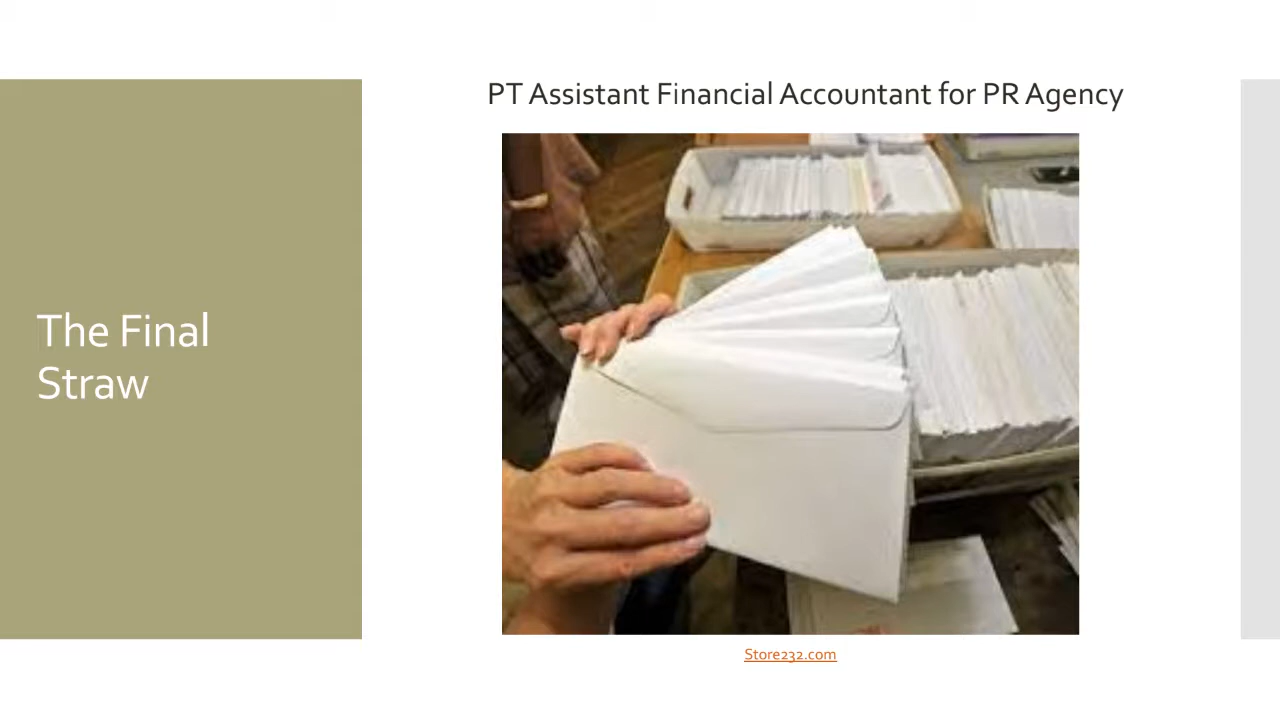 The Final
Straw
PT Assistant Financial Accountant for PR Agency
Store232.com